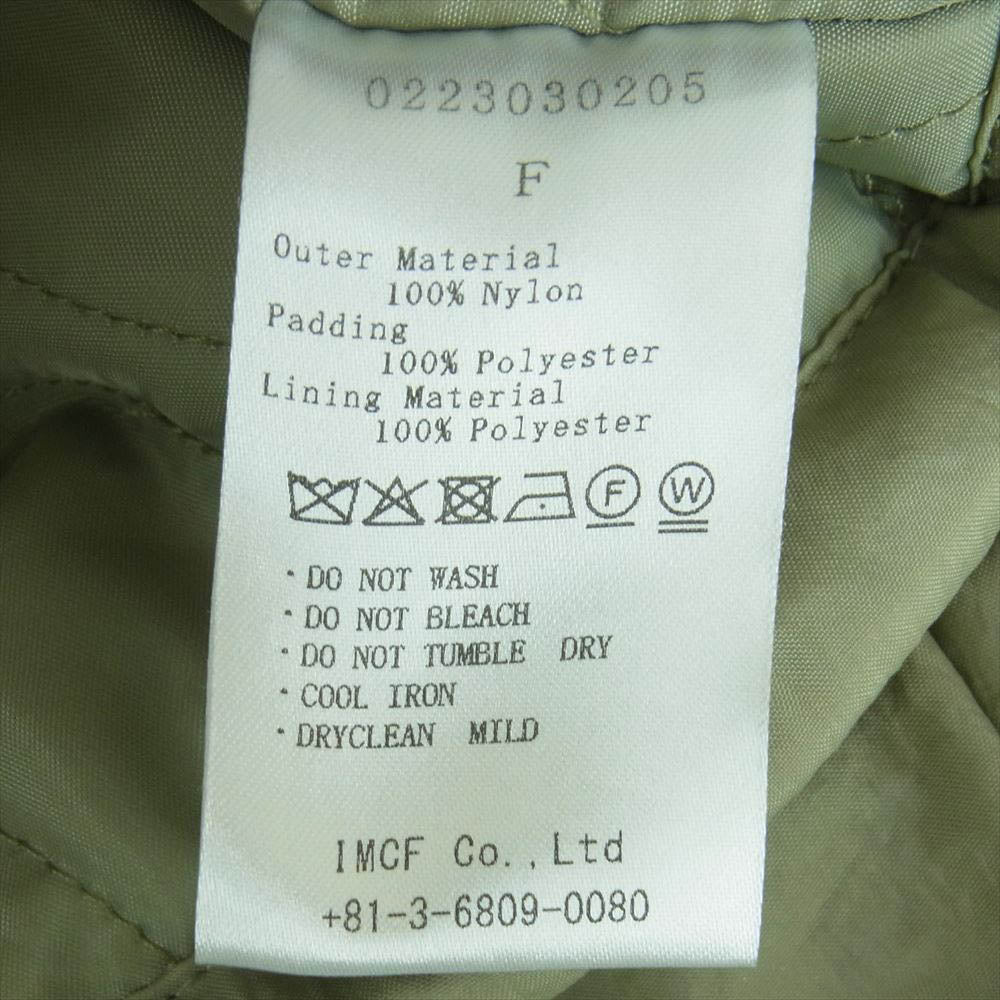 0223030205
F
Outer Material
100% Nylon
Padding
100% Polyester
Lining Material
100% Polyester
F W
・DO NOT WASH
・DO NOT BLEACH
・DO NOT TUMBLE DRY
・COOL IRON
・DRYCLEAN MILD
IMCF Co.,Ltd
+81-3-6809-0080